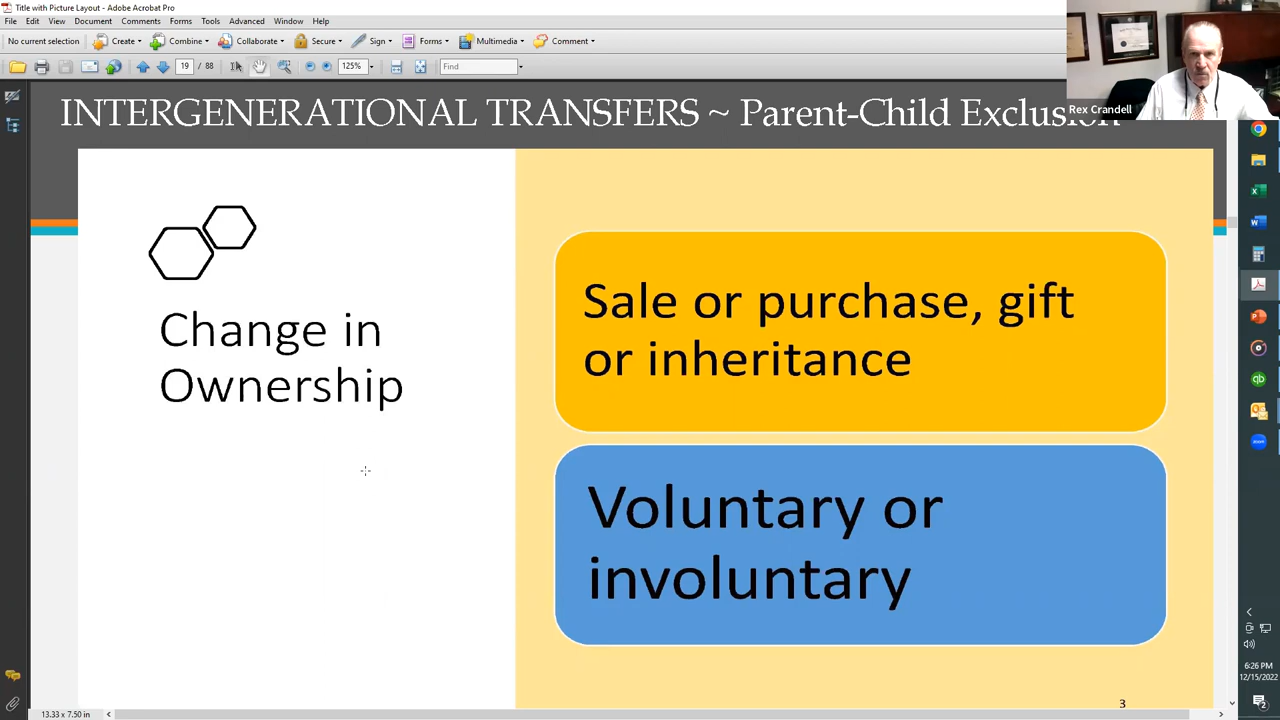 Title with Picture Layout - Adobe Acrobat Pro
File Edit View Document Comments Forms Tools Advanced Window Help
No current selection Create Combine Collaborate Secure Sign Forms Multimedia Comment
19 / 88 125% Find
Rex Crandell
INTERGENERATIONAL TRANSFERS ~ Parent-Child Exclusion
Change in
Ownership
Sale or purchase, gift
or inheritance
Voluntary or
involuntary
3
13.33 x 7.50 in
6:26 PM
12/15/2022
2